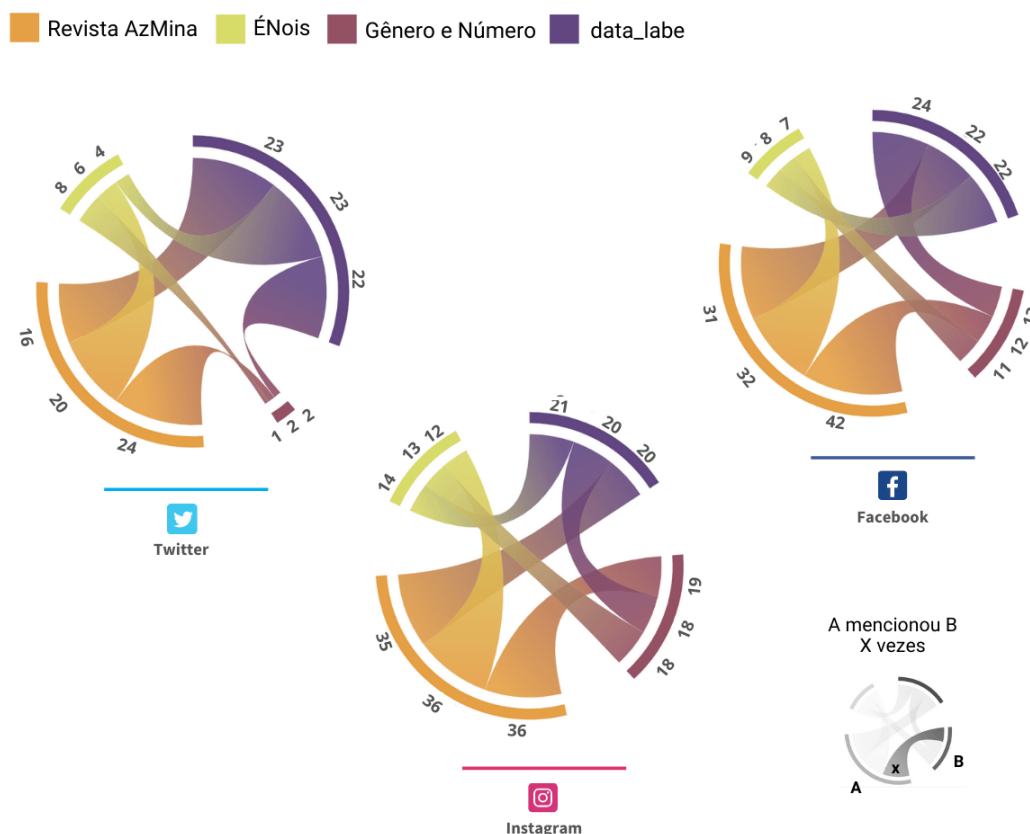 Revista AzMina
ÉNois
Gênero e Número
data_labe
23
23
22
8 6 4
16
20
24
1 2 2
Twitter
24
22
22
9 8 7
31
32
42
11 12
Facebook
21
20
20
14 13 12
35
36
36
19
18
18
Instagram
A mencionou B
X vezes
x
A
B